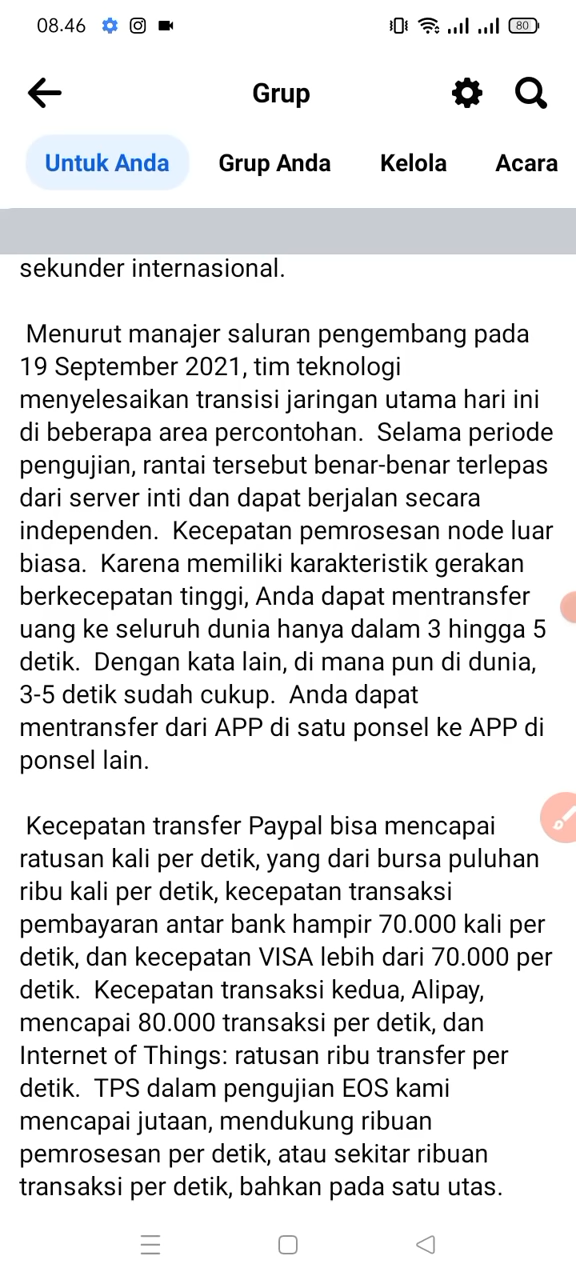 08.46
80
Grup
Untuk Anda
Grup Anda
Kelola
Acara
sekunder internasional.
Menurut manajer saluran pengembang pada
19 September 2021, tim teknologi
menyelesaikan transisi jaringan utama hari ini
di beberapa area percontohan.  Selama periode
pengujian, rantai tersebut benar-benar terlepas
dari server inti dan dapat berjalan secara
independen.  Kecepatan pemrosesan node luar
biasa.  Karena memiliki karakteristik gerakan
berkecepatan tinggi, Anda dapat mentransfer
uang ke seluruh dunia hanya dalam 3 hingga 5
detik.  Dengan kata lain, di mana pun di dunia,
3-5 detik sudah cukup.  Anda dapat
mentransfer dari APP di satu ponsel ke APP di
ponsel lain.
Kecepatan transfer Paypal bisa mencapai
ratusan kali per detik, yang dari bursa puluhan
ribu kali per detik, kecepatan transaksi
pembayaran antar bank hampir 70.000 kali per
detik, dan kecepatan VISA lebih dari 70.000 per
detik.  Kecepatan transaksi kedua, Alipay,
mencapai 80.000 transaksi per detik, dan
Internet of Things: ratusan ribu transfer per
detik.  TPS dalam pengujian EOS kami
mencapai jutaan, mendukung ribuan
pemrosesan per detik, atau sekitar ribuan
transaksi per detik, bahkan pada satu utas.